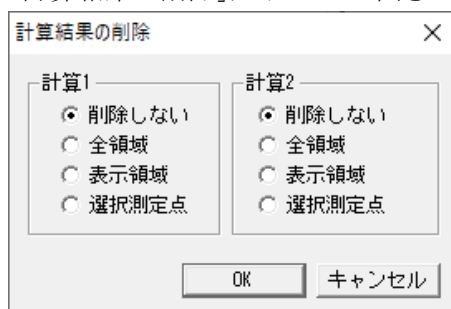 計算結果の削除
計算1
削除しない
全領域
表示領域
選択測定点
計算2
削除しない
全領域
表示領域
選択測定点
OK
キャンセル